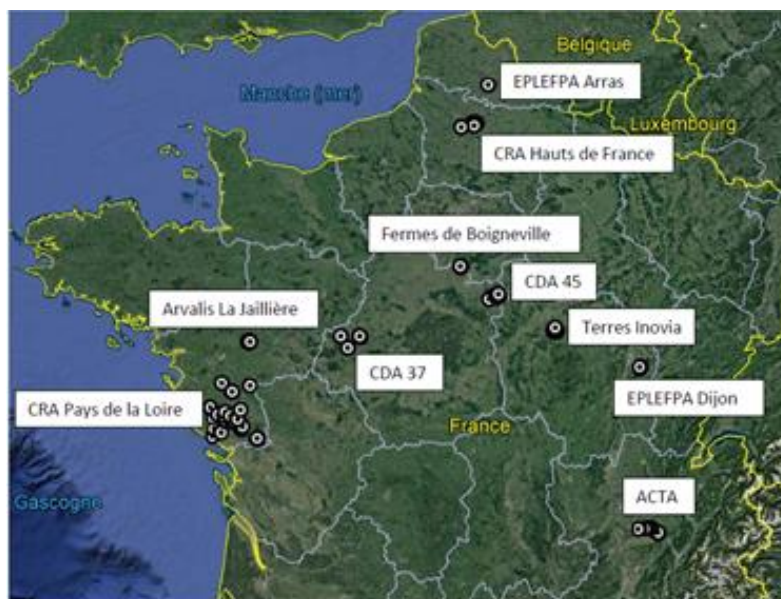 Belgique
EPLEFPA Arras
Manche (mer)
Luxembourg
CRA Hauts de France
Fermes de Boigneville
CDA 45
Arvalis La Jaillière
Terres Inovia
CDA 37
EPLEFPA Dijon
CRA Pays de la Loire
France
ACTA
Gascogne